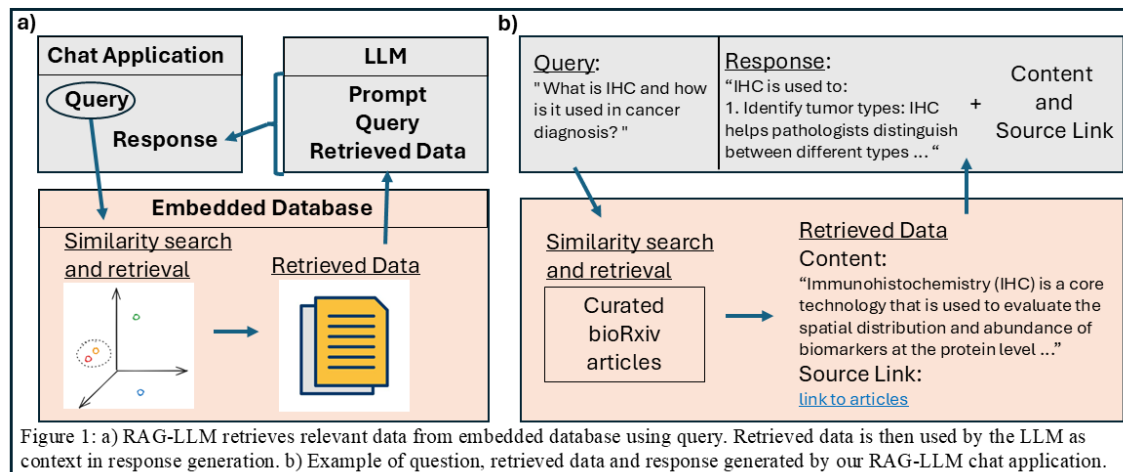 a)
Chat Application
Query
Response
LLM
Prompt
Query
Retrieved Data
Embedded Database
Similarity search
and retrieval
Retrieved Data
b)
Query:
" What is IHC and how
is it used in cancer
diagnosis? "
Response:
“IHC is used to:
1. Identify tumor types: IHC
helps pathologists distinguish
between different types ... “
+
Content
and
Source Link
Similarity search
and retrieval
Curated
bioRxiv
articles
Retrieved Data
Content:
“Immunohistochemistry (IHC) is a core
technology that is used to evaluate the
spatial distribution and abundance of
biomarkers at the protein level ...”
Source Link:
link to articles
Figure 1: a) RAG-LLM retrieves relevant data from embedded database using query. Retrieved data is then used by the LLM as
context in response generation. b) Example of question, retrieved data and response generated by our RAG-LLM chat application.